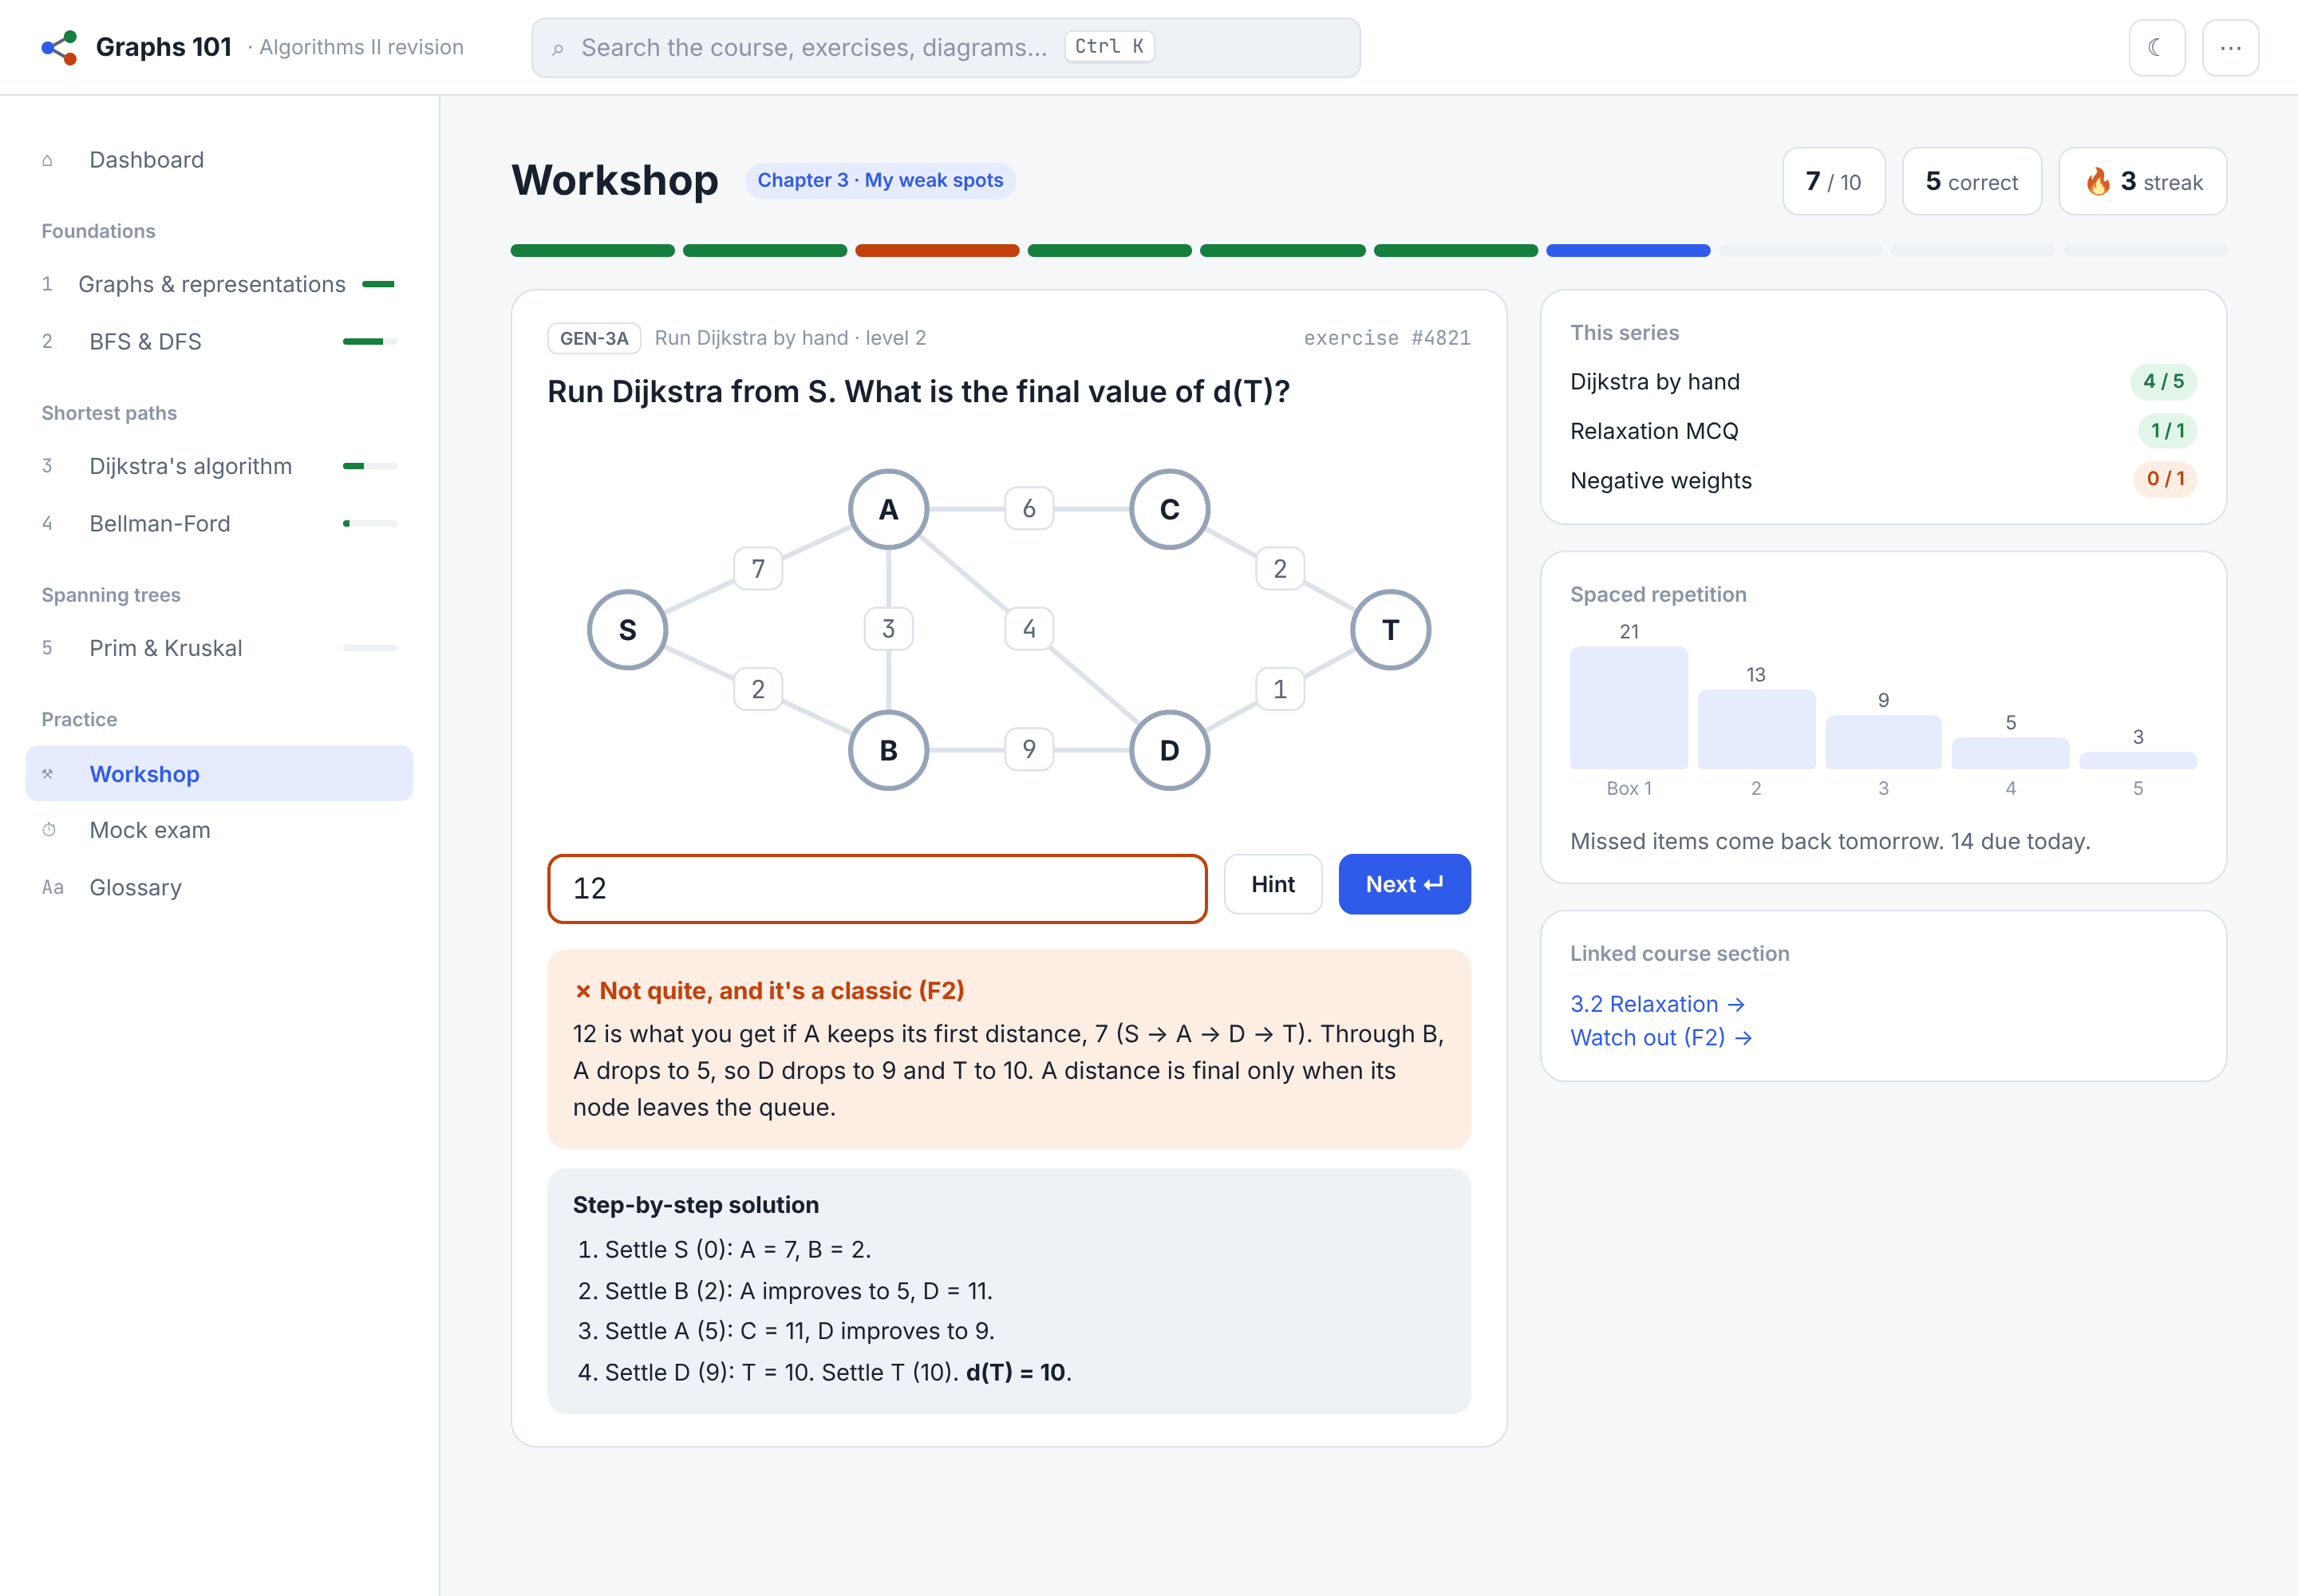 Graphs 101 · Algorithms II revision
Search the course, exercises, diagrams... Ctrl K
Dashboard
Foundations
1 Graphs & representations
2 BFS & DFS
Shortest paths
3 Dijkstra's algorithm
4 Bellman-Ford
Spanning trees
5 Prim & Kruskal
Practice
Workshop
Mock exam
Aa Glossary
Workshop Chapter 3 · My weak spots
7 / 10
5 correct
🔥 3 streak
GEN-3A Run Dijkstra by hand · level 2 exercise #4821
Run Dijkstra from S. What is the final value of d(T)?
A 6 C
7 2
S 3 4 T
2 1
B 9 D
12
Hint
Next ↵
× Not quite, and it's a classic (F2)
12 is what you get if A keeps its first distance, 7 (S → A → D → T). Through B,
A drops to 5, so D drops to 9 and T to 10. A distance is final only when its
node leaves the queue.
Step-by-step solution
1. Settle S (0): A = 7, B = 2.
2. Settle B (2): A improves to 5, D = 11.
3. Settle A (5): C = 11, D improves to 9.
4. Settle D (9): T = 10. Settle T (10). d(T) = 10.
This series
Dijkstra by hand 4 / 5
Relaxation MCQ 1 / 1
Negative weights 0 / 1
Spaced repetition
21 13 9 5 3
Box 1 2 3 4 5
Missed items come back tomorrow. 14 due today.
Linked course section
3.2 Relaxation →
Watch out (F2) →